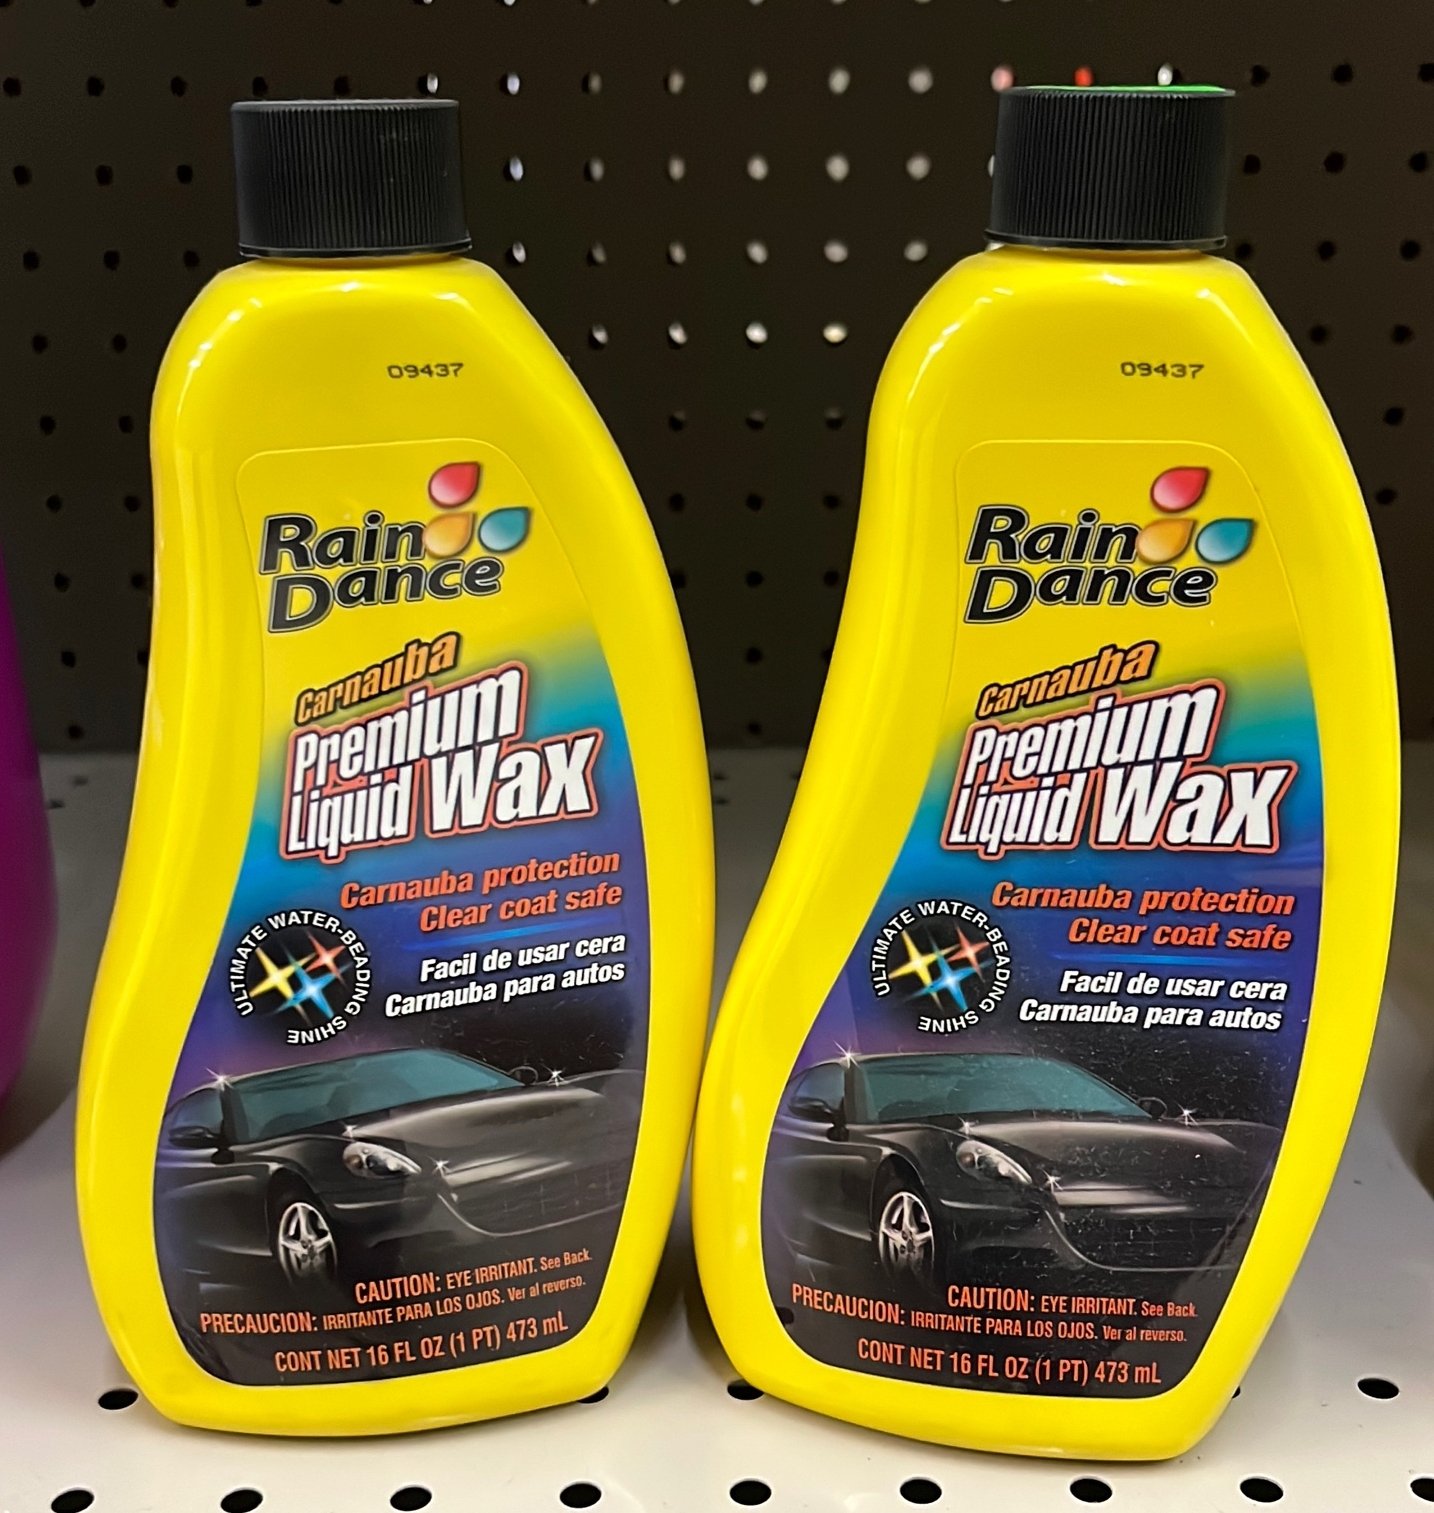 09437
Rain
Dance
Carnauba
Premium
Liquid Wax
Carnauba protection
Clear coat safe
ULTIMATE WATER-BEADING SHINE
Facil de usar cera
Carnauba para autos
CAUTION: EYE IRRITANT. See Back.
PRECAUCION: IRRITANTE PARA LOS OJOS. Ver al reverso.
CONT NET 16 FL OZ (1 PT) 473 mL
09437
Rain
Dance
Carnauba
Premium
Liquid Wax
Carnauba protection
Clear coat safe
ULTIMATE WATER-BEADING SHINE
Facil de usar cera
Carnauba para autos
CAUTION: EYE IRRITANT. See Back.
PRECAUCION: IRRITANTE PARA LOS OJOS. Ver al reverso.
CONT NET 16 FL OZ (1 PT) 473 mL